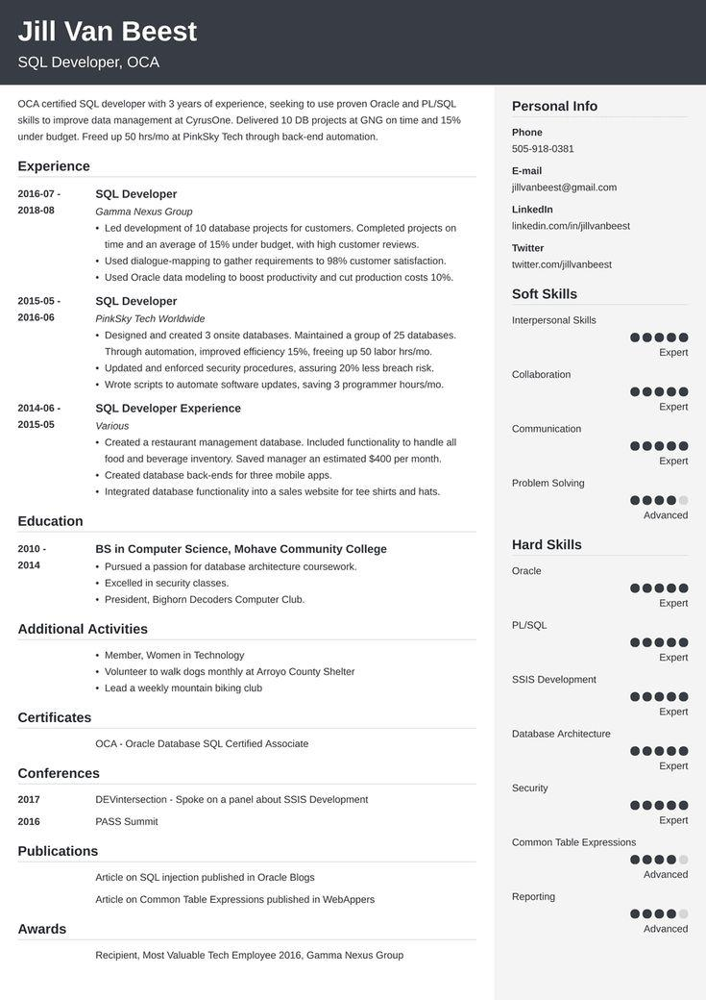 Jill Van Beest
SQL Developer, OCA
OCA certified SQL developer with 3 years of experience, seeking to use proven Oracle and PL/SQL
skills to improve data management at CyrusOne. Delivered 10 DB projects at GNG on time and 15%
under budget. Freed up 50 hrs/mo at PinkSky Tech through back-end automation.
Experience
2016-07 -
2018-08
SQL Developer
Gamma Nexus Group
• Led development of 10 database projects for customers. Completed projects on
time and an average of 15% under budget, with high customer reviews.
• Used dialogue-mapping to gather requirements to 98% customer satisfaction.
• Used Oracle data modeling to boost productivity and cut production costs 10%.
2015-05 -
2016-06
SQL Developer
PinkSky Tech Worldwide
• Designed and created 3 onsite databases. Maintained a group of 25 databases.
Through automation, improved efficiency 15%, freeing up 50 labor hrs/mo.
• Updated and enforced security procedures, assuring 20% less breach risk.
• Wrote scripts to automate software updates, saving 3 programmer hours/mo.
2014-06 -
2015-05
SQL Developer Experience
Various
• Created a restaurant management database. Included functionality to handle all
food and beverage inventory. Saved manager an estimated $400 per month.
• Created database back-ends for three mobile apps.
• Integrated database functionality into a sales website for tee shirts and hats.
Education
2010 -
2014
BS in Computer Science, Mohave Community College
• Pursued a passion for database architecture coursework.
• Excelled in security classes.
• President, Bighorn Decoders Computer Club.
Additional Activities
• Member, Women in Technology
• Volunteer to walk dogs monthly at Arroyo County Shelter
• Lead a weekly mountain biking club
Certificates
OCA - Oracle Database SQL Certified Associate
Conferences
2017 DEVintersection - Spoke on a panel about SSIS Development
2016 PASS Summit
Publications
Article on SQL injection published in Oracle Blogs
Article on Common Table Expressions published in WebAppers
Awards
Recipient, Most Valuable Tech Employee 2016, Gamma Nexus Group
Personal Info
Phone
505-918-0381
E-mail
jillvanbeest@gmail.com
LinkedIn
linkedin.com/in/jillvanbeest
Twitter
twitter.com/jillvanbeest
Soft Skills
Interpersonal Skills
Expert
Collaboration
Expert
Communication
Expert
Problem Solving
Advanced
Hard Skills
Oracle
Expert
PL/SQL
Expert
SSIS Development
Expert
Database Architecture
Expert
Security
Expert
Common Table Expressions
Advanced
Reporting
Advanced